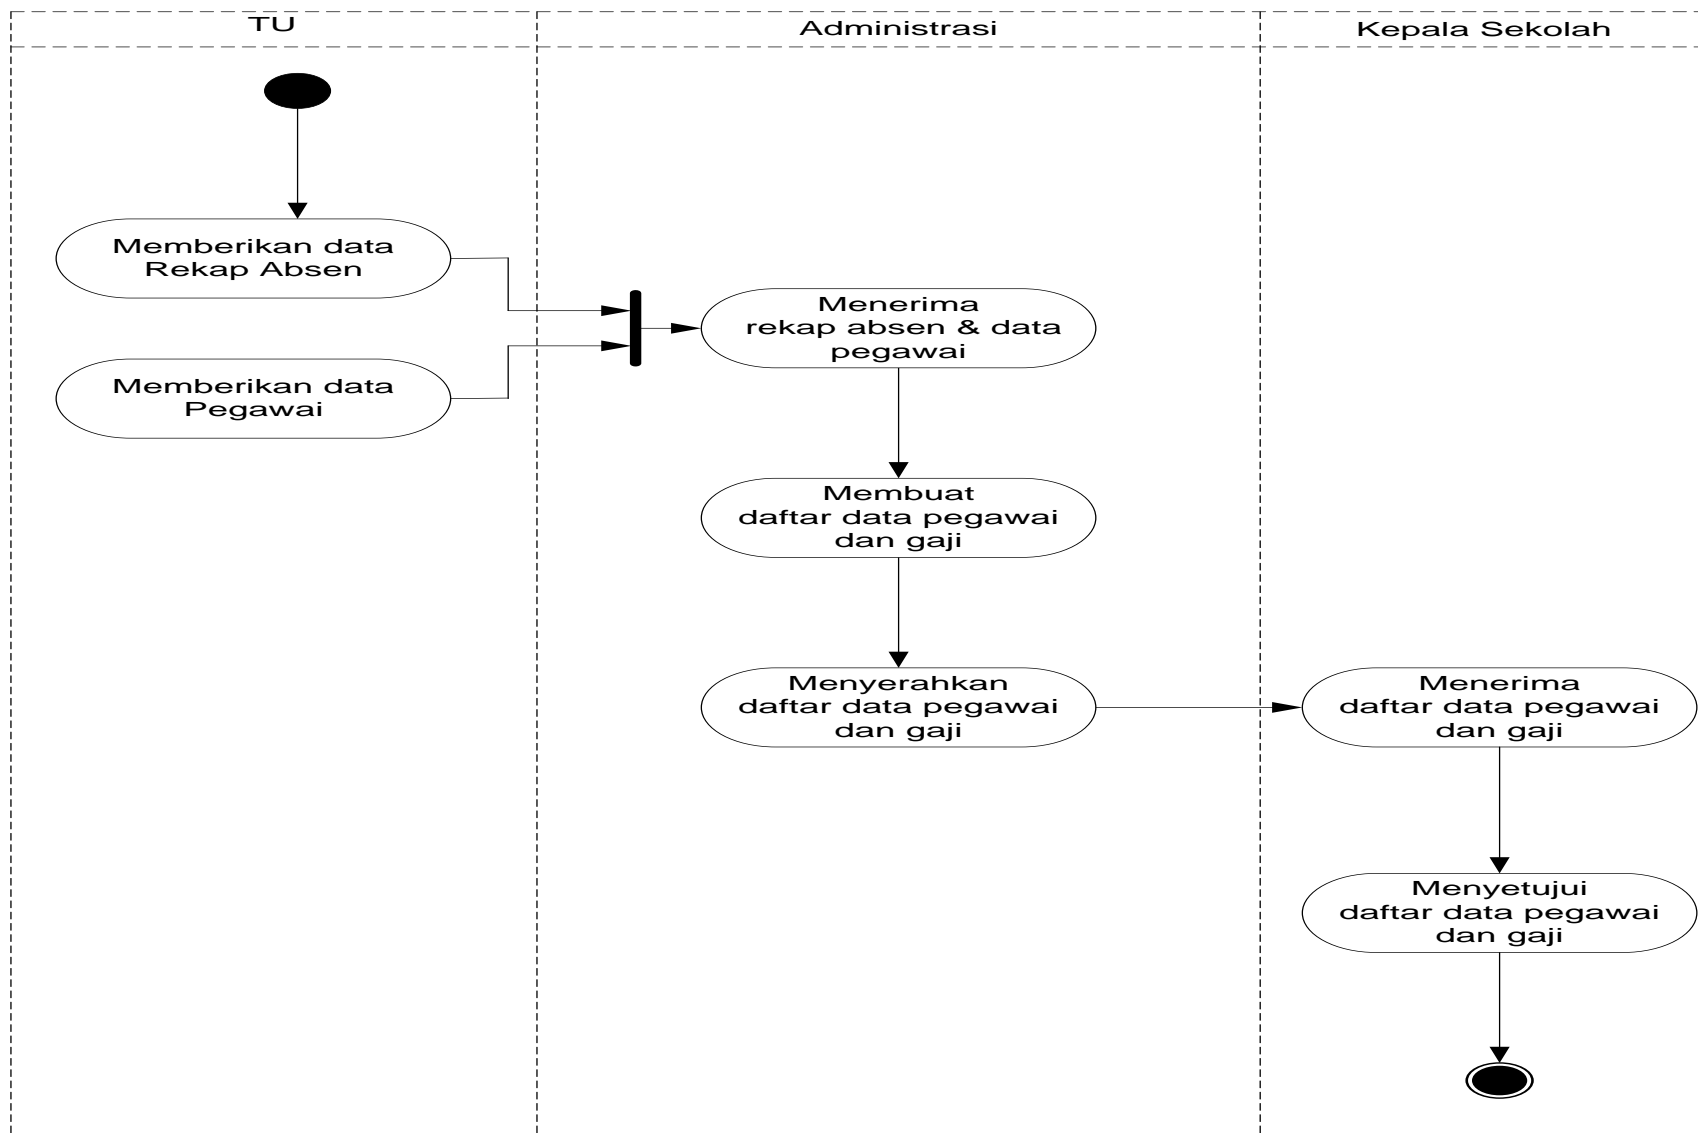 TU
Administrasi
Kepala Sekolah
Memberikan data
Rekap Absen
Memberikan data
Pegawai
Menerima
rekap absen & data
pegawai
Membuat
daftar data pegawai
dan gaji
Menyerahkan
daftar data pegawai
dan gaji
Menerima
daftar data pegawai
dan gaji
Menyetujui
daftar data pegawai
dan gaji